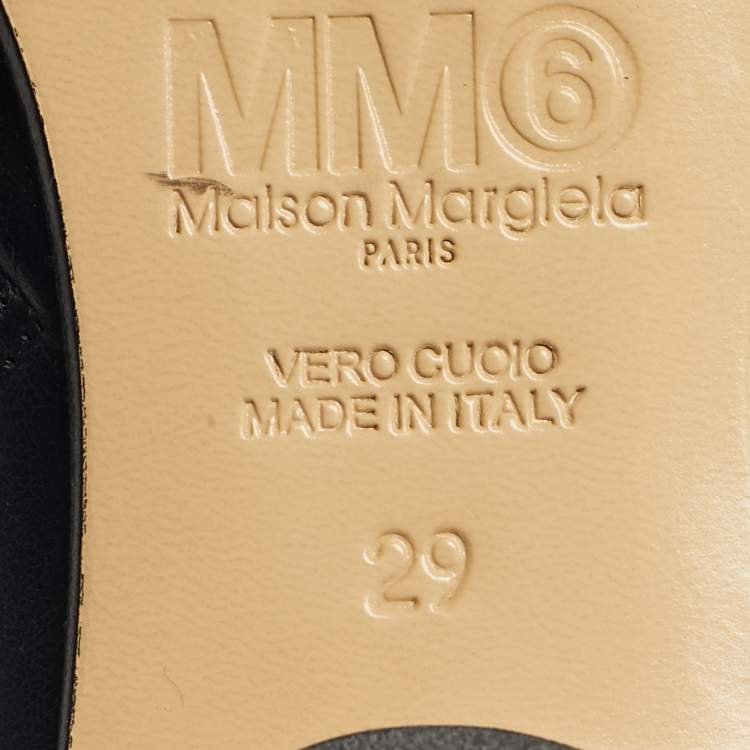 MM⑥
Maison Margiela
PARIS
VERO CUOIO
MADE IN ITALY
29